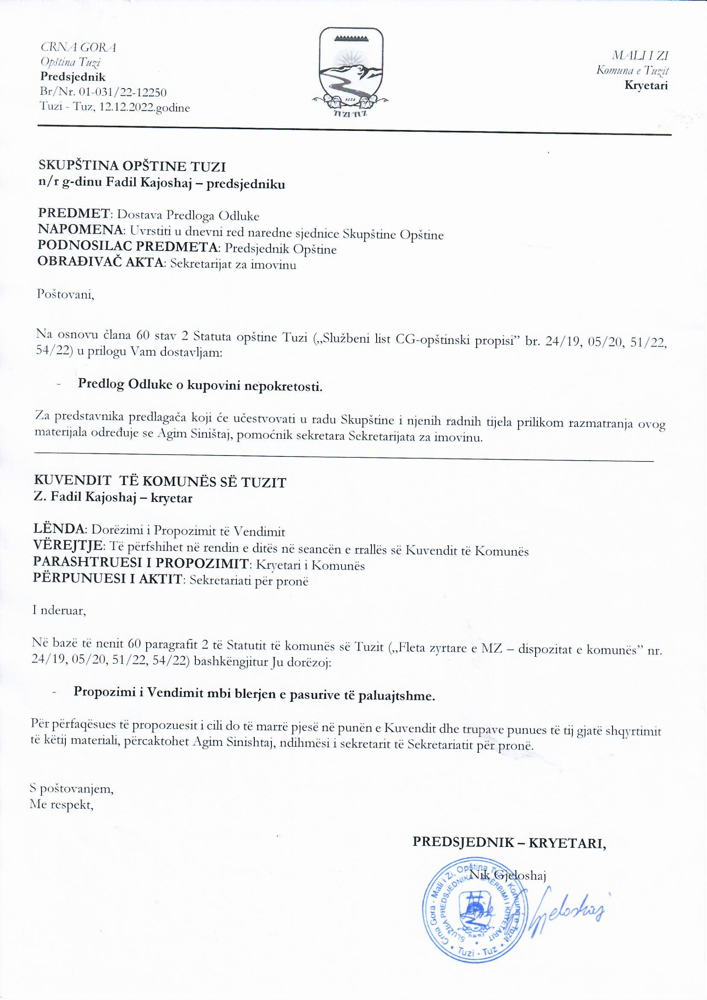 CRNA GORA
Opština Tuzi
Predsjednik
Br/Nr. 01-031/22-12250
Tuzi - Tuz, 12.12.2022.godine
TUZI TUZ
MALI I ZI
Komuna e Tuzit
Kryetari
SKUPŠTINA OPŠTINE TUZI
n/r g-dinu Fadil Kajoshaj – predsjedniku
PREDMET: Dostava Predloga Odluke
NAPOMENA: Uvrstiti u dnevni red naredne sjednice Skupštine Opštine
PODNOSILAC PREDMETA: Predsjednik Opštine
OBRAĐIVAČ AKTA: Sekretarijat za imovinu
Poštovani,
Na osnovu člana 60 stav 2 Statuta opštine Tuzi („Službeni list CG-opštinski propisi” br. 24/19, 05/20, 51/22,
54/22) u prilogu Vam dostavljam:
- Predlog Odluke o kupovini nepokretosti.
Za predstavnika predlagača koji će učestvovati u radu Skupštine i njenih radnih tijela prilikom razmatranja ovog
materijala određuje se Agim Siništaj, pomoćnik sekretara Sekretarijata za imovinu.
KUVENDIT TË KOMUNËS SË TUZIT
Z. Fadil Kajoshaj – kryetar
LËNDA: Dorëzimi i Propozimit të Vendimit
VËREJTJE: Të përfshihet në rendin e ditës në seancën e rrallës së Kuvendit të Komunës
PARASHTRUESI I PROPOZIMIT: Kryetari i Komunës
PËRPUNUESI I AKTIT: Sekretariati për pronë
I nderuar,
Në bazë të nenit 60 paragrafit 2 të Statutit të komunës së Tuzit („Fleta zyrtare e MZ – dispozitat e komunës” nr.
24/19, 05/20, 51/22, 54/22) bashkëngjitur Ju dorëzoj:
- Propozimi i Vendimit mbi blerjen e pasurive të paluajtshme.
Për përfaqësues të propozuesit i cili do të marrë pjesë në punën e Kuvendit dhe trupave punues të tij gjatë shqyrtimit
të këtij materiali, përcaktohet Agim Sinishtaj, ndihmësi i sekretarit të Sekretariatit për pronë.
S poštovanjem,
Me respekt,
PREDSJEDNIK – KRYETARI,
Nik Gjeloshaj
Crna Gora - Mali i Zi, Opština Tuzi, Komuna e Tuzit
SLUŽBA PREDSJEDNIKA SHËRBIMI I KRYETARIT
Tuzi - Tuz
Nik Gjeloshaj